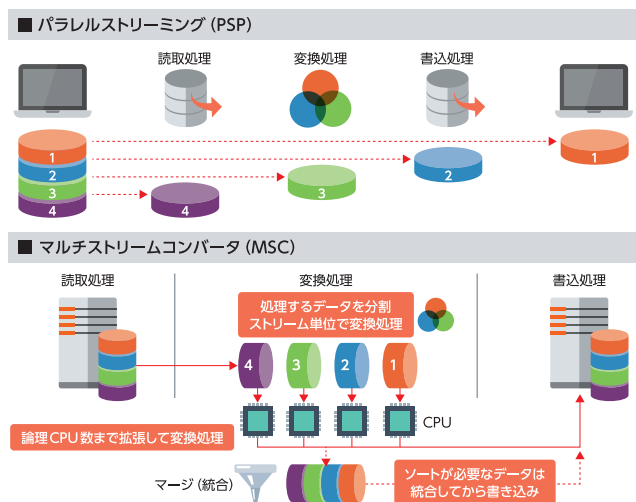 ■ パラレルストリーミング（PSP）
読取処理
変換処理
書込処理
1
2
3
4
4
3
2
1
■ マルチストリームコンバータ（MSC）
読取処理
変換処理
書込処理
処理するデータを分割
ストリーム単位で変換処理
4
3
2
1
CPU
論理CPU数まで拡張して変換処理
マージ（統合）
ソートが必要なデータは
統合してから書き込み